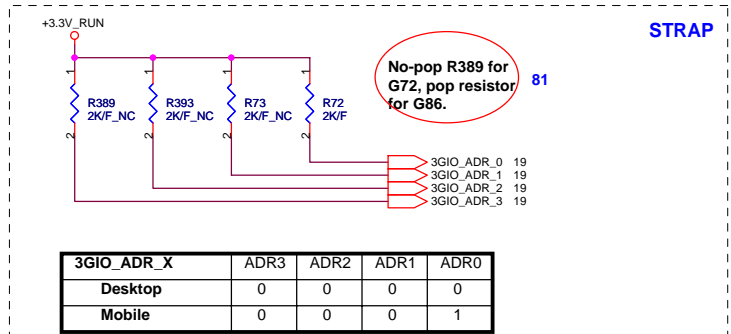 +3.3V_RUN
STRAP
No-pop R389 for
G72, pop resistor
for G86.
81
1 1 1 1
R389 R393 R73 R72
2K/F_NC 2K/F_NC 2K/F_NC 2K/F
2 2 2 2
3GIO_ADR_0 19
3GIO_ADR_1 19
3GIO_ADR_2 19
3GIO_ADR_3 19
3GIO_ADR_X ADR3 ADR2 ADR1 ADR0
Desktop 0 0 0 0
Mobile 0 0 0 1